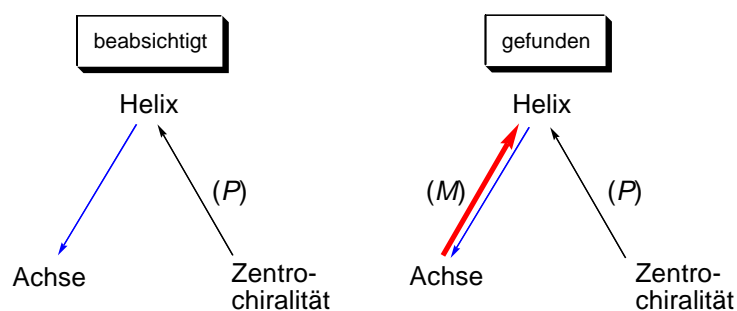 beabsichtigt
Helix
(P)
Achse
Zentro-
chiralität
gefunden
Helix
(M)
(P)
Achse
Zentro-
chiralität